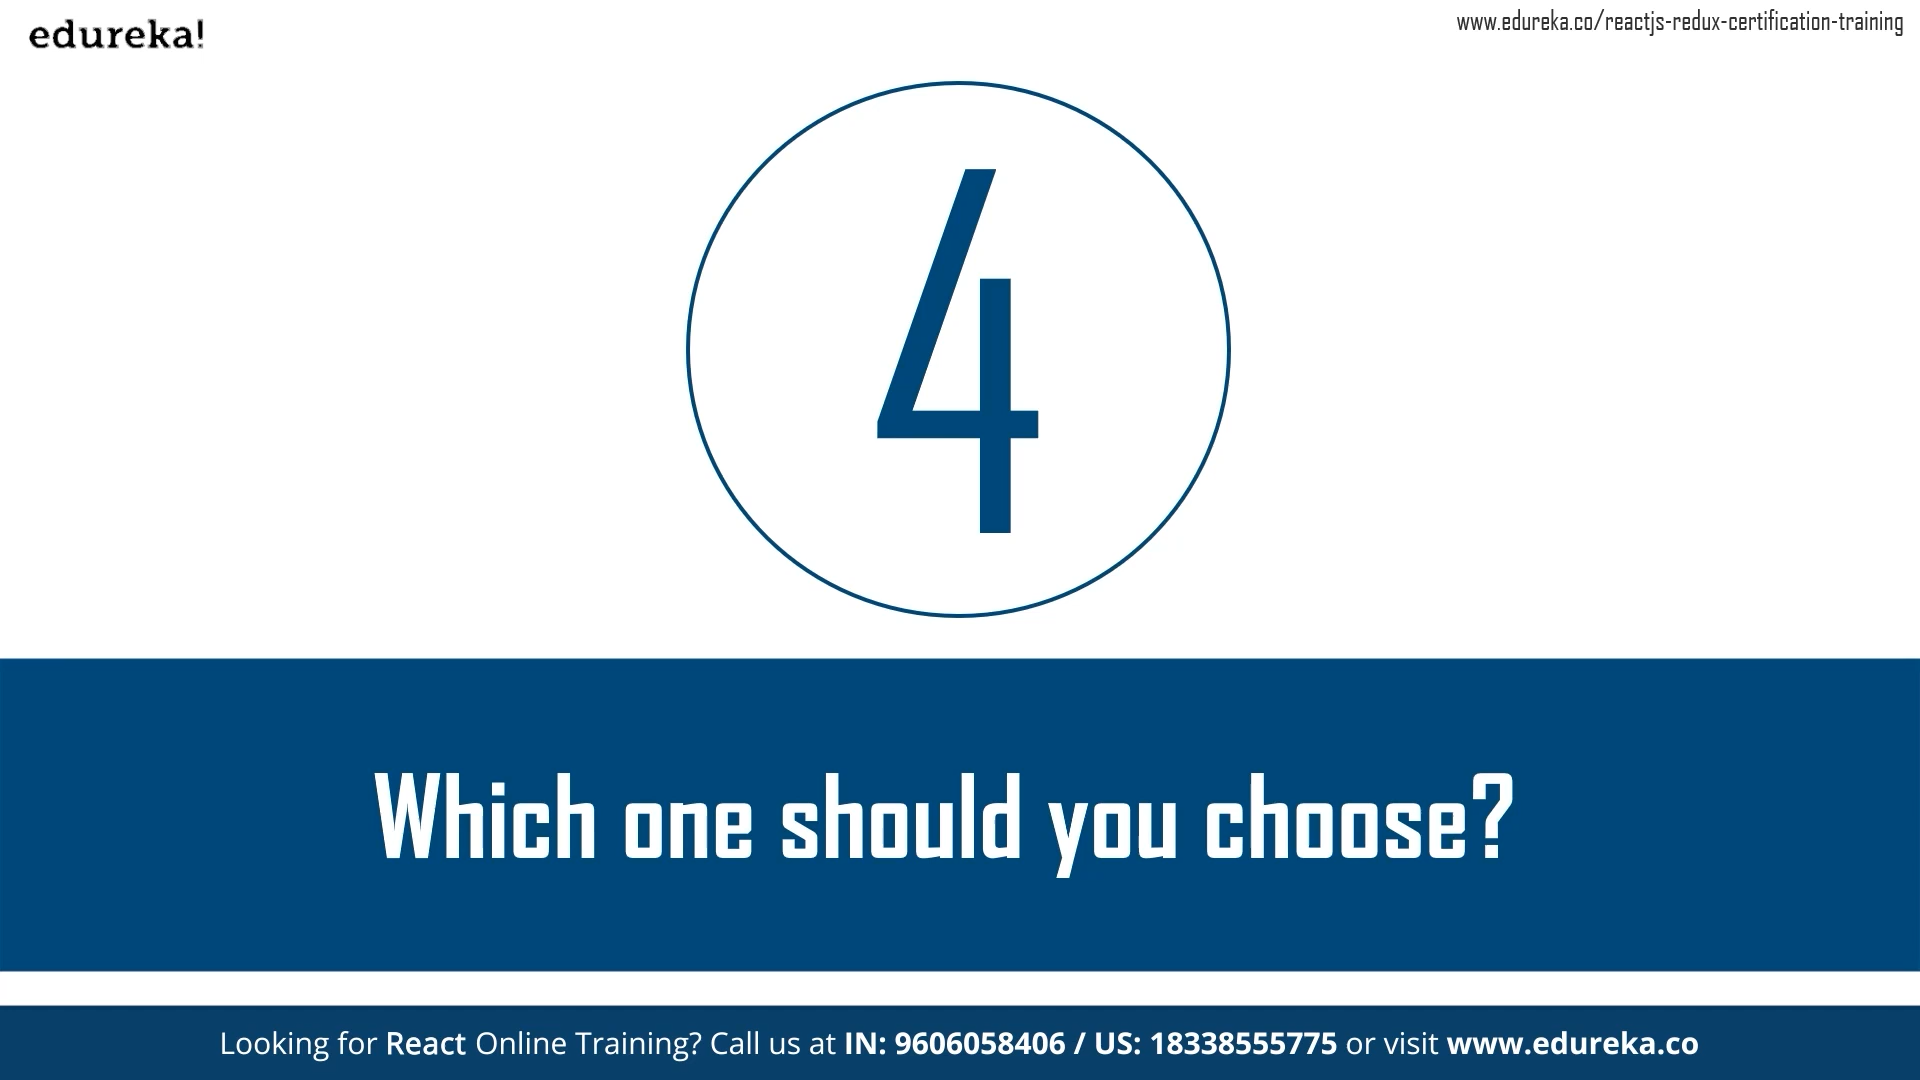 edureka!
www.edureka.co/reactjs-redux-certification-training
4
Which one should you choose?
Looking for React Online Training? Call us at IN: 9606058406 / US: 18338555775 or visit www.edureka.co